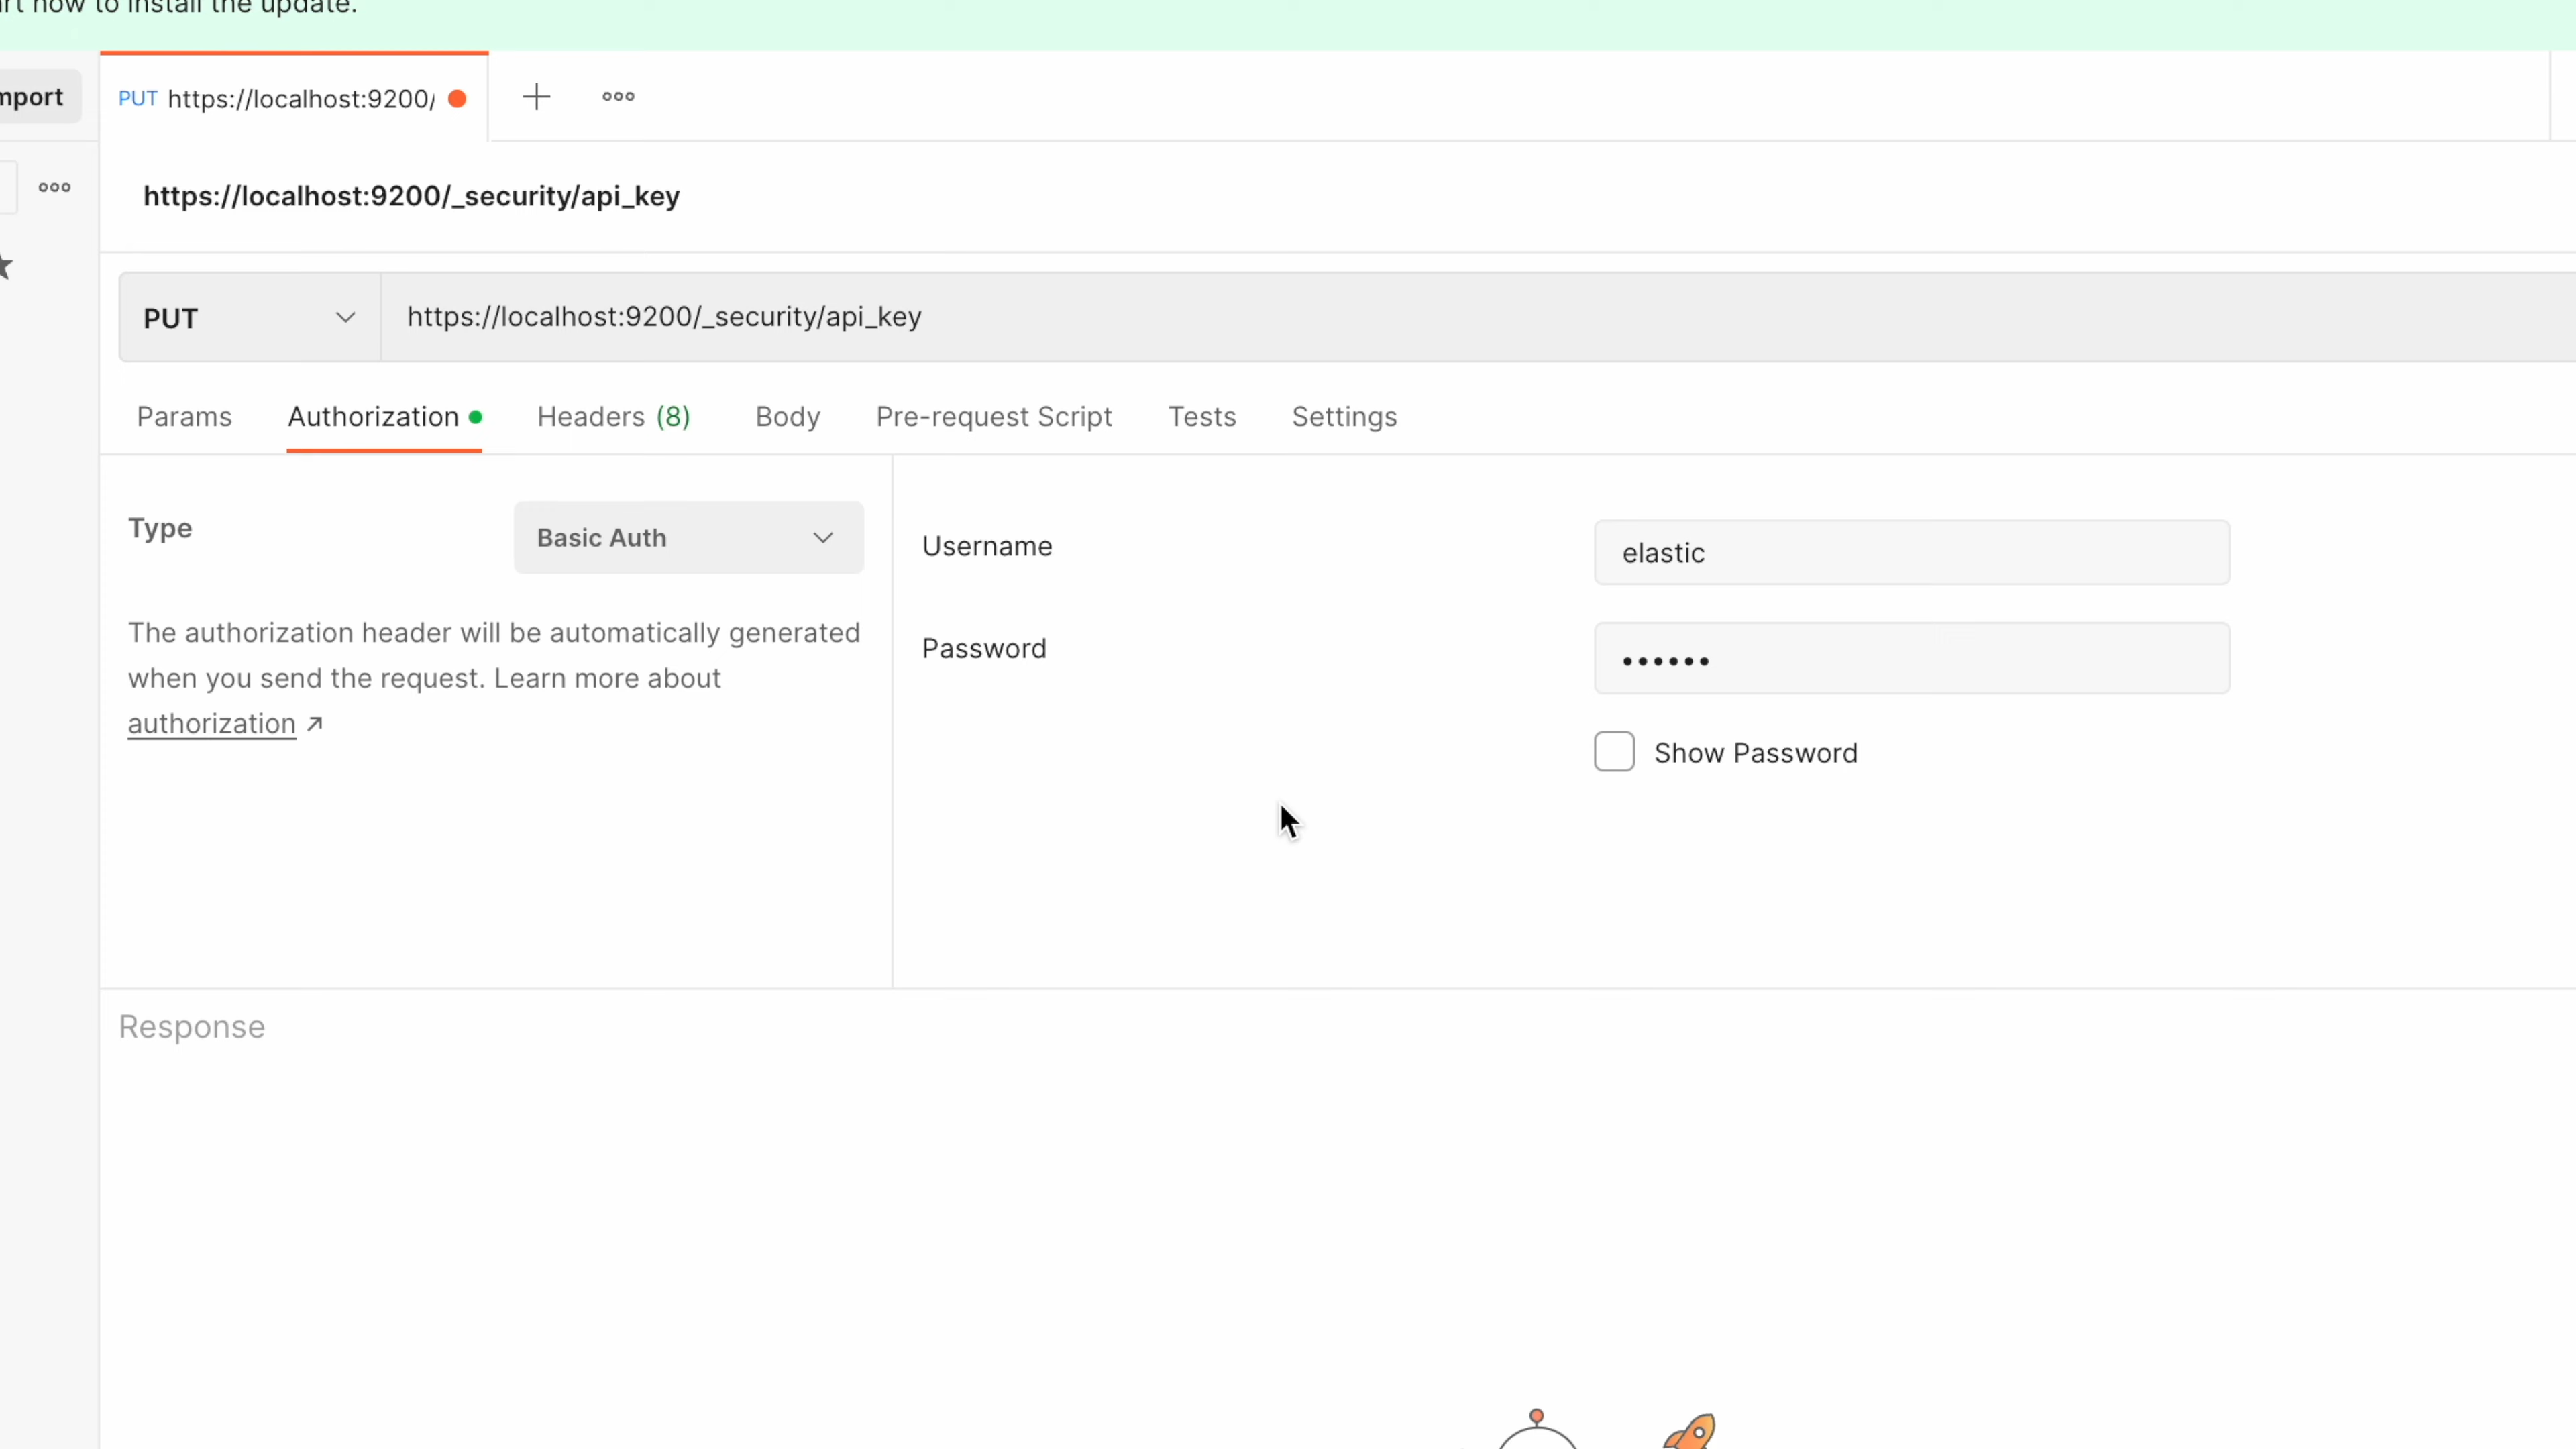 now to install the update.
PUT https://localhost:9200/
https://localhost:9200/_security/api_key
PUT https://localhost:9200/_security/api_key
Params Authorization Headers (8) Body Pre-request Script Tests Settings
Type Basic Auth
The authorization header will be automatically generated
when you send the request. Learn more about
authorization ↗
Username elastic
Password ••••••
Show Password
Response